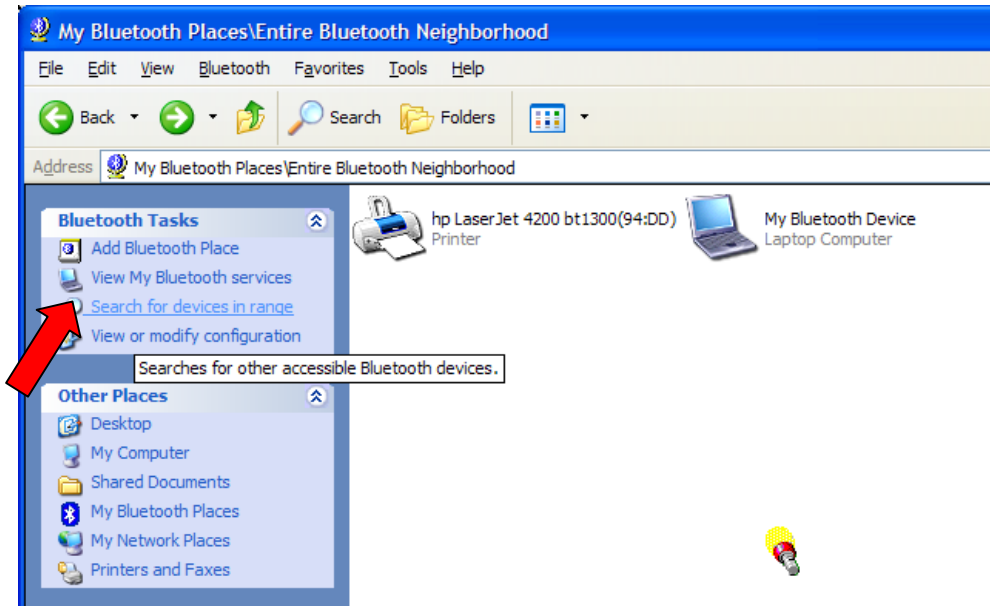 My Bluetooth Places\Entire Bluetooth Neighborhood
File Edit View Bluetooth Favorites Tools Help
Back Search Folders
Address My Bluetooth Places\Entire Bluetooth Neighborhood
Bluetooth Tasks
Add Bluetooth Place
View My Bluetooth services
Search for devices in range
View or modify configuration
Searches for other accessible Bluetooth devices.
Other Places
Desktop
My Computer
Shared Documents
My Bluetooth Places
My Network Places
Printers and Faxes
hp LaserJet 4200 bt1300(94:DD)
Printer
My Bluetooth Device
Laptop Computer